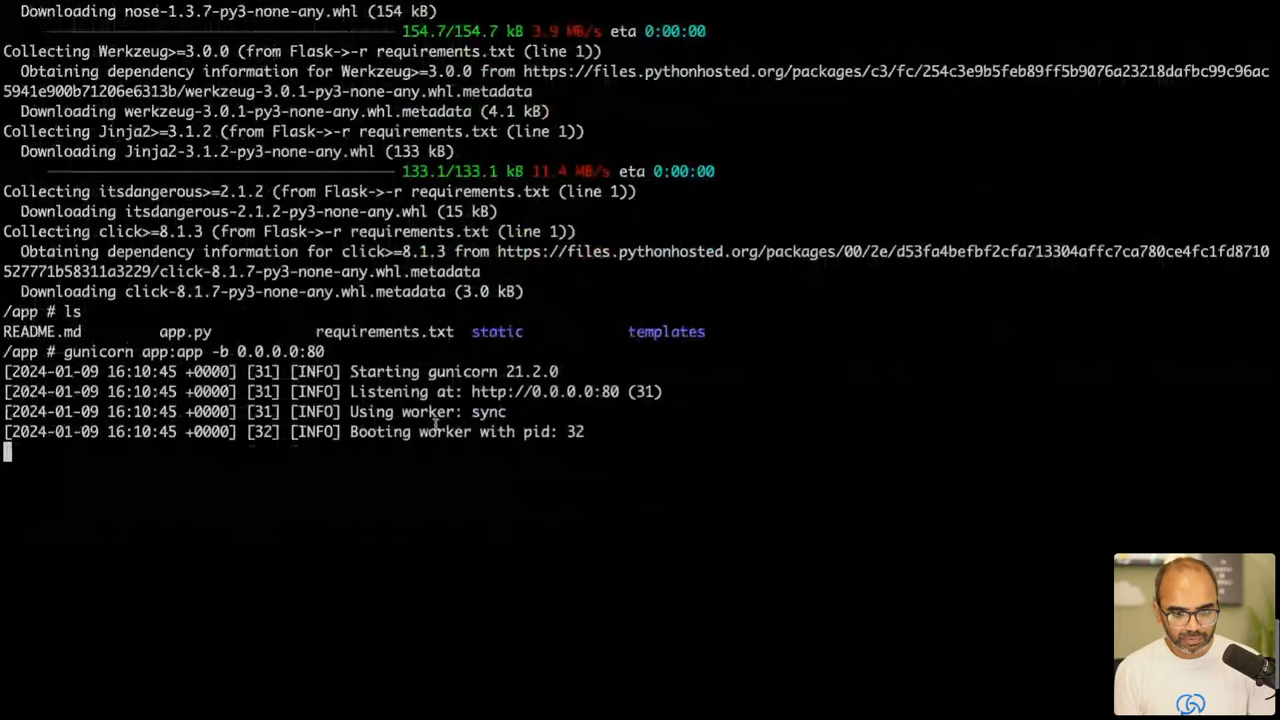 Downloading nose-1.3.7-py3-none-any.whl (154 kB)
154.7/154.7 kB 3.9 MB/s eta 0:00:00
Collecting Werkzeug>=3.0.0 (from Flask->-r requirements.txt (line 1))
Obtaining dependency information for Werkzeug>=3.0.0 from https://files.pythonhosted.org/packages/c3/fc/254c3e9b5feb89ff5b9076a23218dafbc99c96ac
5941e900b71206e6313b/werkzeug-3.0.1-py3-none-any.whl.metadata
Downloading werkzeug-3.0.1-py3-none-any.whl.metadata (4.1 kB)
Collecting Jinja2>=3.1.2 (from Flask->-r requirements.txt (line 1))
Downloading Jinja2-3.1.2-py3-none-any.whl (133 kB)
133.1/133.1 kB 11.4 MB/s eta 0:00:00
Collecting itsdangerous>=2.1.2 (from Flask->-r requirements.txt (line 1))
Downloading itsdangerous-2.1.2-py3-none-any.whl (15 kB)
Collecting click>=8.1.3 (from Flask->-r requirements.txt (line 1))
Obtaining dependency information for click>=8.1.3 from https://files.pythonhosted.org/packages/00/2e/d53fa4befbf2cfa713304affc7ca780ce4fc1fd8710
527771b58311a3229/click-8.1.7-py3-none-any.whl.metadata
Downloading click-8.1.7-py3-none-any.whl.metadata (3.0 kB)
/app # ls
README.md app.py requirements.txt static templates
/app # gunicorn app:app -b 0.0.0.0:80
[2024-01-09 16:10:45 +0000] [31] [INFO] Starting gunicorn 21.2.0
[2024-01-09 16:10:45 +0000] [31] [INFO] Listening at: http://0.0.0.0:80 (31)
[2024-01-09 16:10:45 +0000] [31] [INFO] Using worker: sync
[2024-01-09 16:10:45 +0000] [32] [INFO] Booting worker with pid: 32